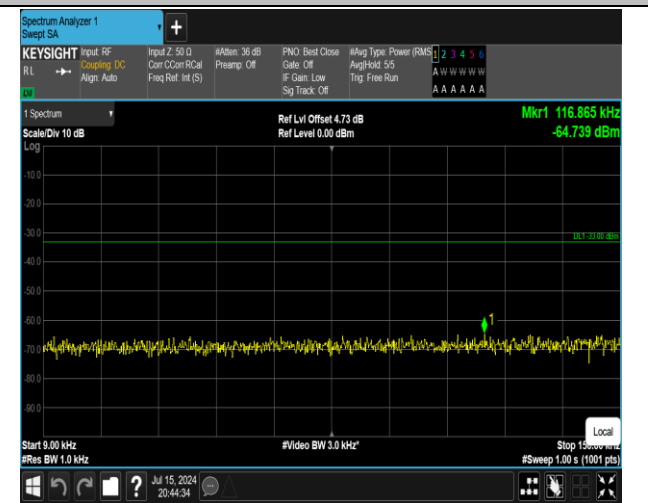 Spectrum Analyzer 1
Swept SA
+
KEYSIGHT
RL
Input: RF
Coupling: DC
Align: Auto
Input Z: 50 Ω
Corr CCorr RCal
Freq Ref: Int (S)
#Atten: 36 dB
Preamp: Off
PNO: Best Close
Gate: Off
IF Gain: Low
Sig Track: Off
#Avg Type: Power (RMS
Avg|Hold: 5/5
Trig: Free Run
1 2 3 4 5 6
A W W W W W
A A A A A A
1 Spectrum
Scale/Div 10 dB
Log
Ref Lvl Offset 4.73 dB
Ref Level 0.00 dBm
Mkr1 116.865 kHz
-64.739 dBm
-10.0
-20.0
-30.0
DL1 -33.00 dBm
-40.0
-50.0
-60.0
1
-70.0
-80.0
-90.0
Local
Start 9.00 kHz
#Res BW 1.0 kHz
#Video BW 3.0 kHz*
Stop
#Sweep 1.00 s (1001 pts)
?
Jul 15, 2024
20:44:34